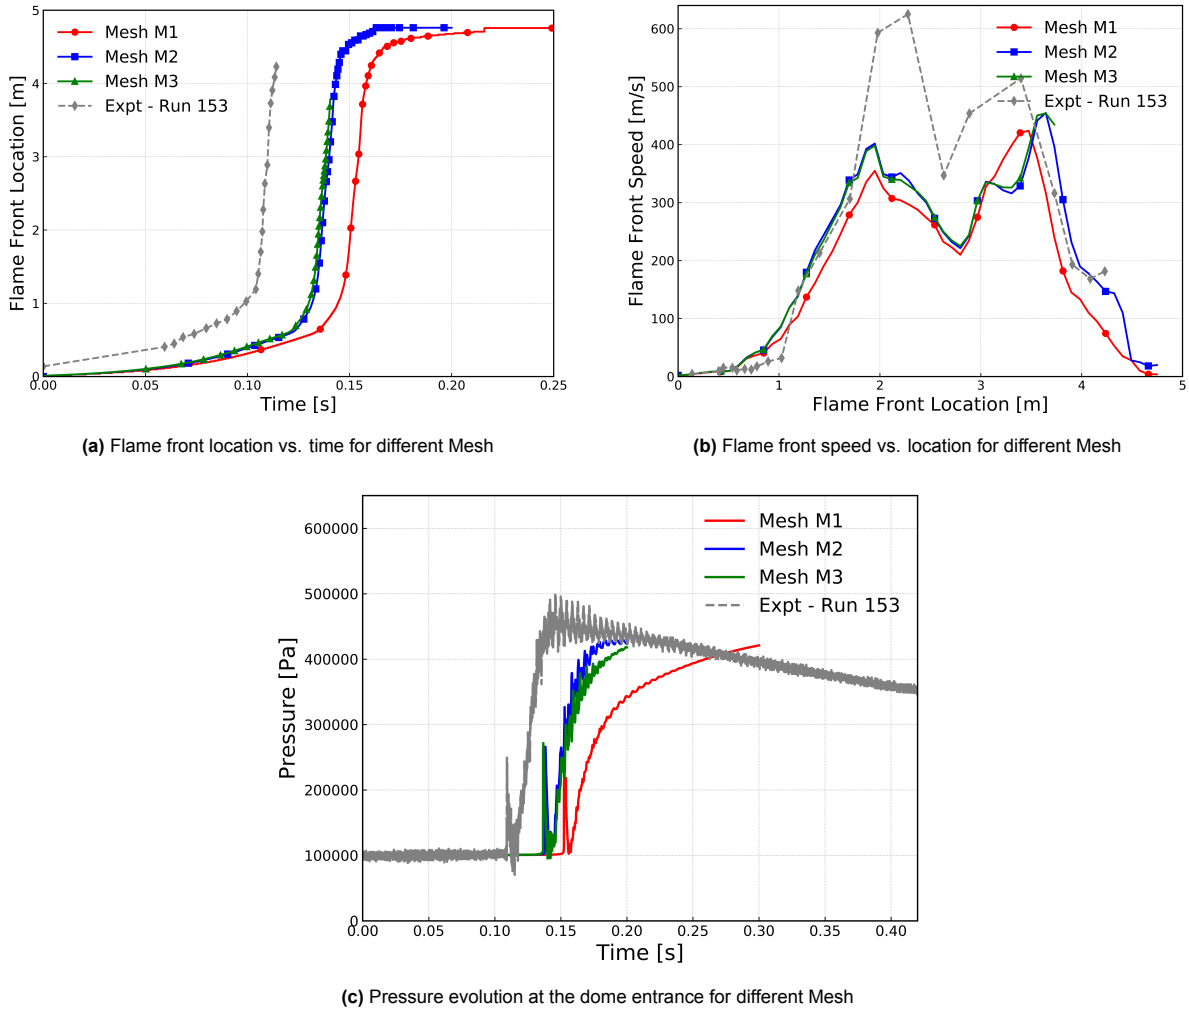 5
4
3
2
1
0
Flame Front Location [m]
Mesh M1
Mesh M2
Mesh M3
Expt - Run 153
0.00
0.05
0.10
0.15
0.20
0.25
Time [s]
(a) Flame front location vs. time for different Mesh
600
500
400
300
200
100
0
Flame Front Speed [m/s]
Mesh M1
Mesh M2
Mesh M3
Expt - Run 153
0
1
2
3
4
5
Flame Front Location [m]
(b) Flame front speed vs. location for different Mesh
600000
500000
400000
300000
200000
100000
0
Pressure [Pa]
Mesh M1
Mesh M2
Mesh M3
Expt - Run 153
0.00
0.05
0.10
0.15
0.20
0.25
0.30
0.35
0.40
Time [s]
(c) Pressure evolution at the dome entrance for different Mesh